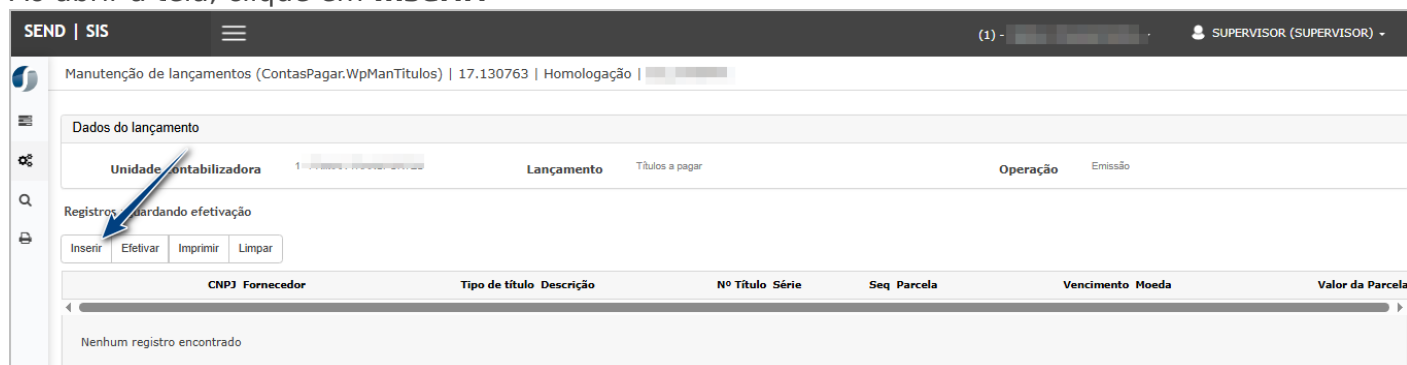 Ao abrir a tela, clique em INSERIR
SEND | SIS (1) - SUPERVISOR (SUPERVISOR)
Manutenção de lançamentos (ContasPagar.WpManTitulos) | 17.130763 | Homologação |
Dados do lançamento
Unidade contabilizadora 1 Lançamento Títulos a pagar Operação Emissão
Registros aguardando efetivação
Inserir Efetivar Imprimir Limpar
CNPJ Fornecedor Tipo de título Descrição Nº Título Série Seq Parcela Vencimento Moeda Valor da Parcela
Nenhum registro encontrado